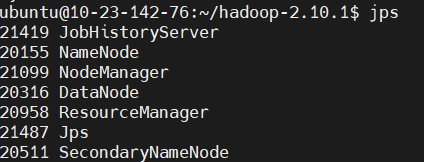 ubuntu@10-23-142-76:~/hadoop-2.10.1$ jps
21419 JobHistoryServer
20155 NameNode
21099 NodeManager
20316 DataNode
20958 ResourceManager
21487 Jps
20511 SecondaryNameNode